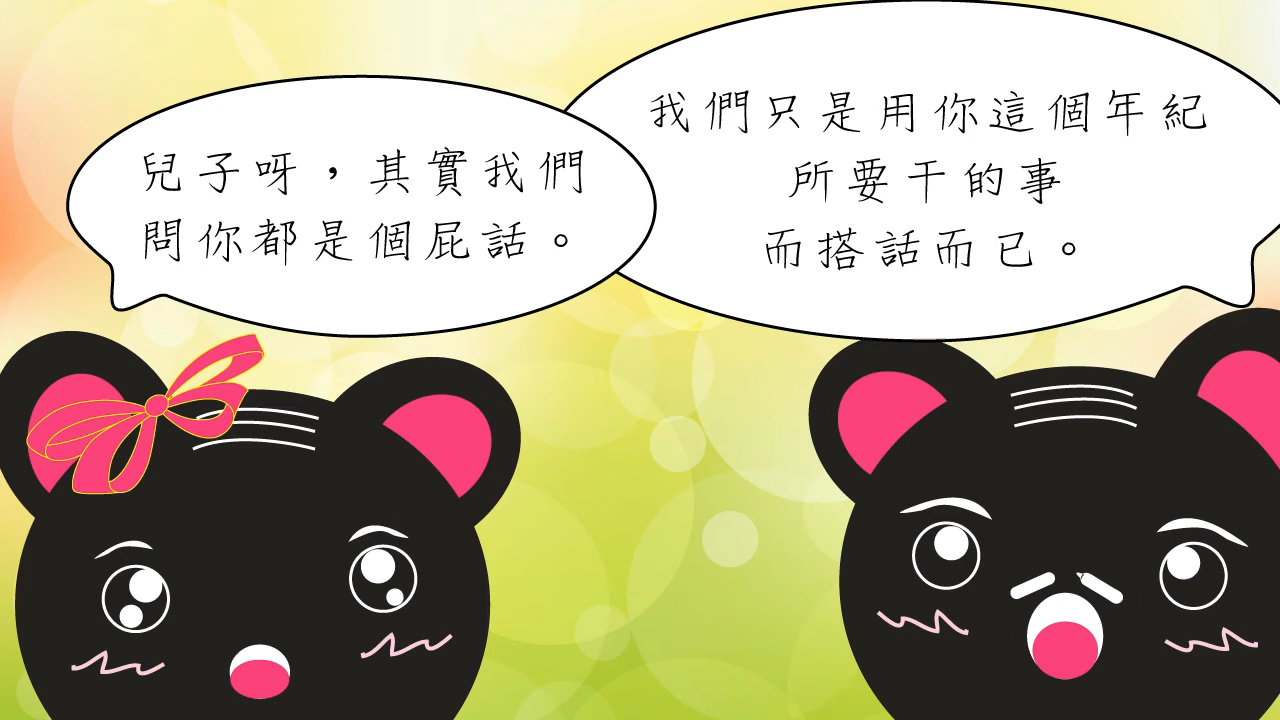 兒子呀，其實我們
問你都是個屁話。
我們只是用你這個年紀
所要干的事
而搭話而已。